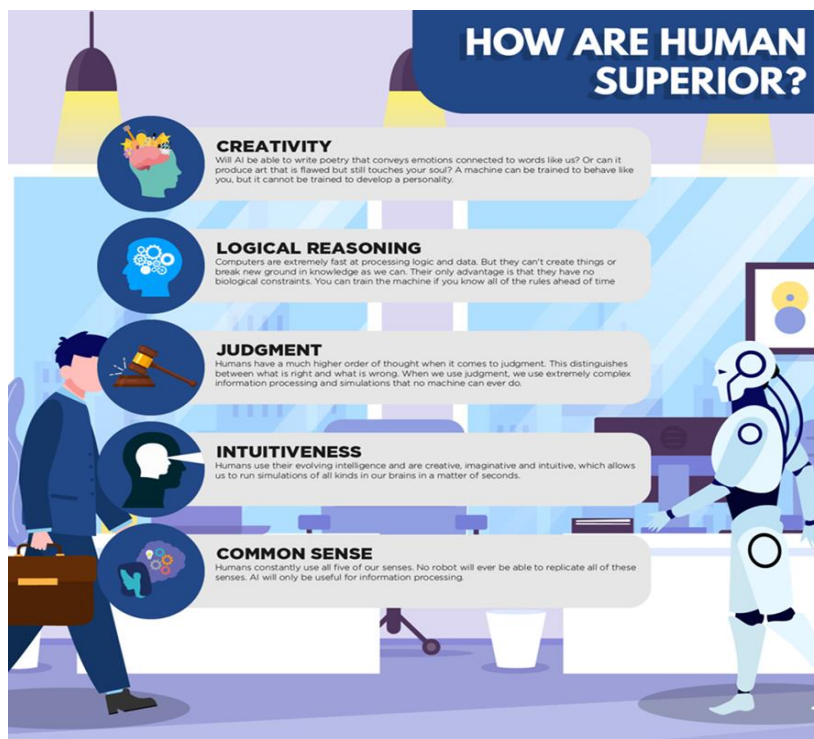 HOW ARE HUMAN
SUPERIOR?
CREATIVITY
Will AI be able to write poetry that conveys emotions connected to words like us? Or can it
produce art that is flawed but still touches your soul? A machine can be trained to behave like
you, but it cannot be trained to develop a personality.
LOGICAL REASONING
Computers are extremely fast at processing logic and data. But they can't create things or
break new ground in knowledge as we can. Their only advantage is that they have no
biological constraints. You can train the machine if you know all of the rules ahead of time
JUDGMENT
Humans have a much higher order of thought when it comes to judgment. This distinguishes
between what is right and what is wrong. When we use judgment, we use extremely complex
information processing and simulations that no machine can ever do.
INTUITIVENESS
Humans use their evolving intelligence and are creative, imaginative and intuitive, which allows
us to run simulations of all kinds in our brains in a matter of seconds.
COMMON SENSE
Humans constantly use all five of our senses. No robot will ever be able to replicate all of these
senses. AI will only be useful for information processing.